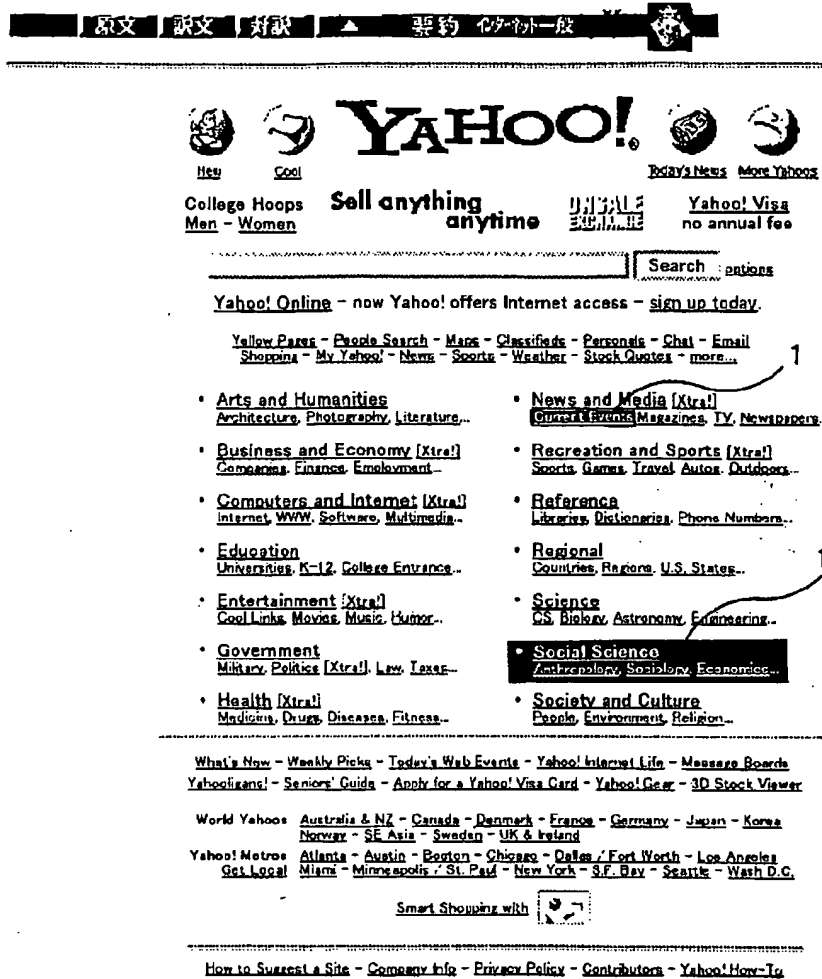 原文 訳文 対訳 ▲ 要約 インターネット一般
YAHOO!
New Cool Today's News More Yahoos
College Hoops
Men - Women
Sell anything
anytime
ONSALE
EXCHANGE
Yahoo! Visa
no annual fee
Search options
Yahoo! Online - now Yahoo! offers Internet access - sign up today.
Yellow Pages - People Search - Maps - Classifieds - Personals - Chat - Email
Shopping - My Yahoo! - News - Sports - Weather - Stock Quotes - more...
1
• Arts and Humanities
Architecture, Photography, Literature...
• News and Media [Xtra!]
Current Events Magazines, TV, Newspapers.
• Business and Economy [Xtra!]
Companies, Finance, Employment...
• Recreation and Sports [Xtra!]
Sports, Games, Travel, Autos, Outdoors...
• Computers and Internet [Xtra!]
Internet, WWW, Software, Multimedia...
• Reference
Libraries, Dictionaries, Phone Numbers...
• Education
Universities, K-12, College Entrance...
• Regional
Countries, Regions, U.S. States...
1
• Entertainment [Xtra!]
Cool Links, Movies, Music, Humor...
• Science
CS, Biology, Astronomy, Engineering...
• Government
Military, Politics [Xtra!], Law, Taxes...
• Social Science
Anthropology, Sociology, Economics...
• Health [Xtra!]
Medicine, Drugs, Diseases, Fitness...
• Society and Culture
People, Environment, Religion...
What's New - Weekly Picks - Today's Web Events - Yahoo! Internet Life - Message Boards
Yahooligans! - Seniors' Guide - Apply for a Yahoo! Visa Card - Yahoo! Gear - 3D Stock Viewer
World Yahoos Australia & NZ - Canada - Denmark - France - Germany - Japan - Korea
Norway - SE Asia - Sweden - UK & Ireland
Yahoo! Metros Atlanta - Austin - Boston - Chicago - Dallas / Fort Worth - Los Angeles
Get Local Miami - Minneapolis / St. Paul - New York - S.F. Bay - Seattle - Wash D.C.
Smart Shopping with
How to Suggest a Site - Company Info - Privacy Policy - Contributors - Yahoo! How-To